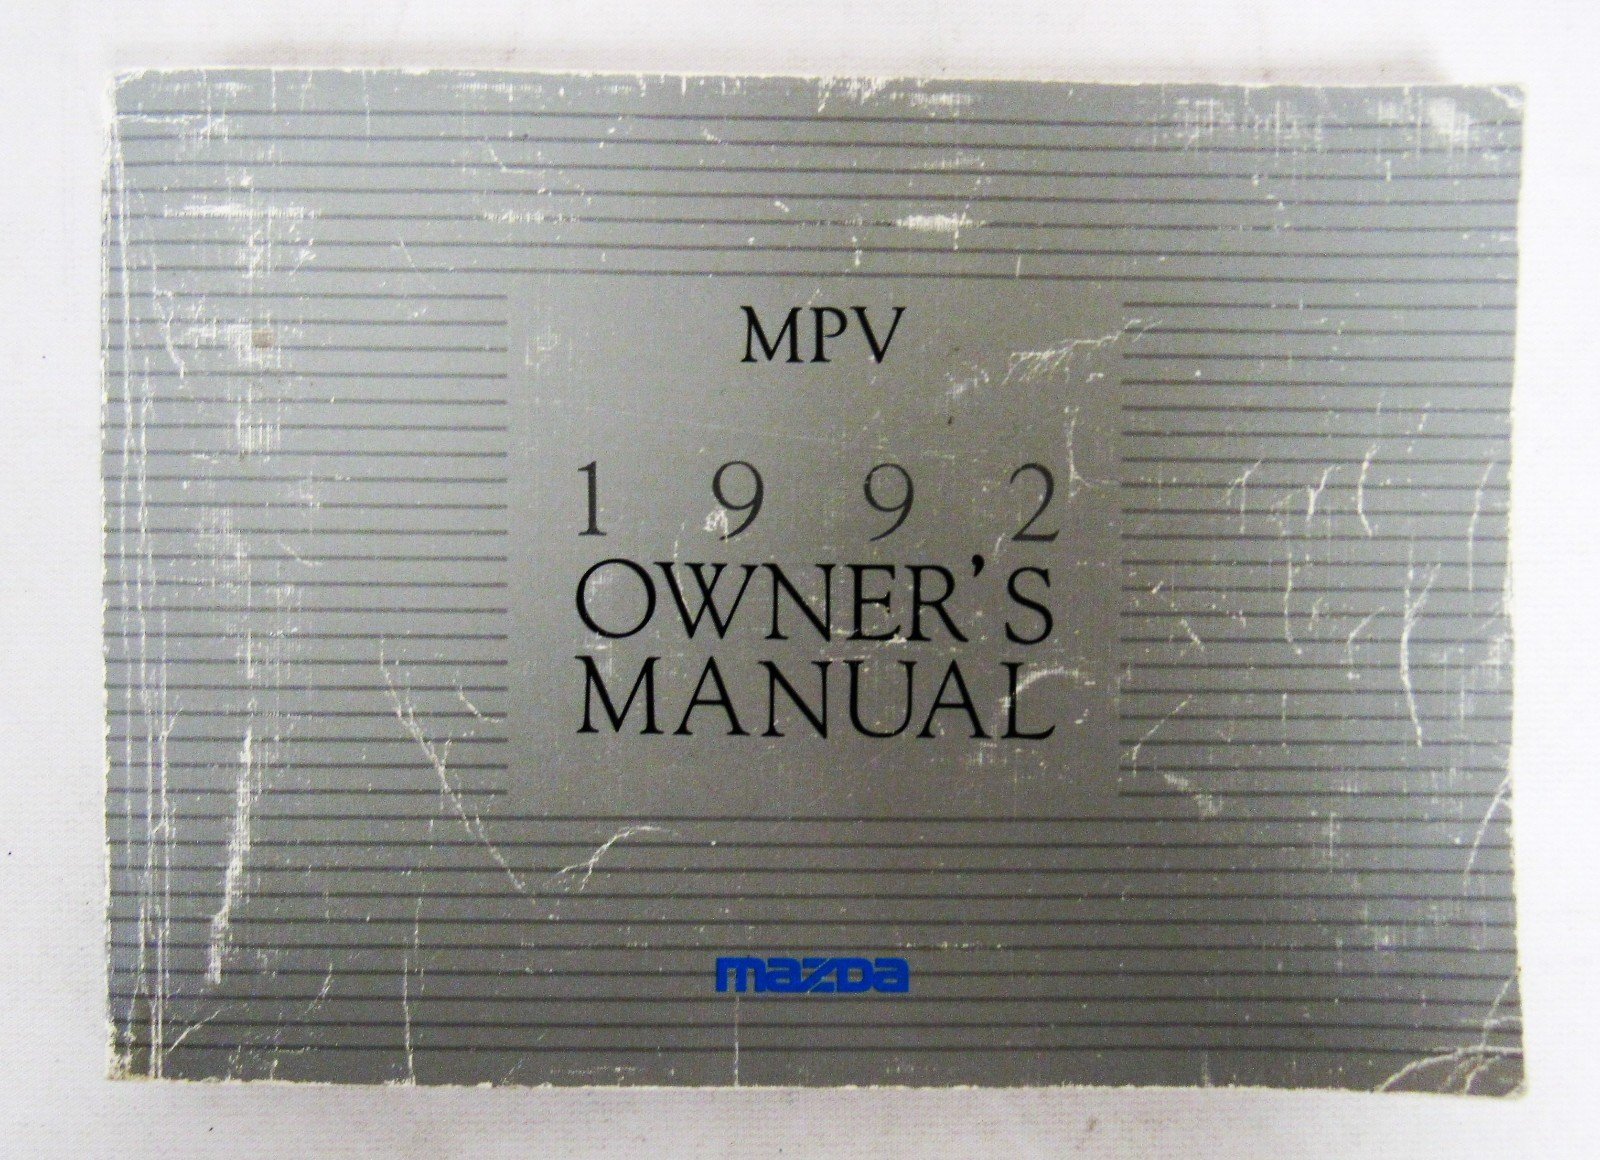 MPV
1992
OWNER'S
MANUAL
mazda